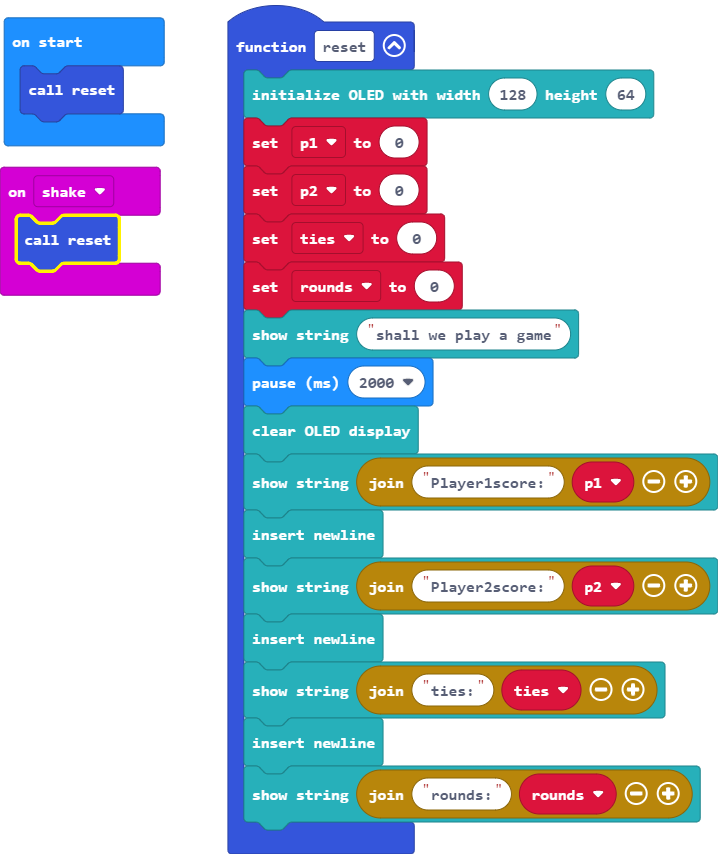 on start
call reset
on shake
call reset
function reset
initialize OLED with width 128 height 64
set p1 to 0
set p2 to 0
set ties to 0
set rounds to 0
show string "shall we play a game"
pause (ms) 2000
clear OLED display
show string join "Player1score:" p1
insert newline
show string join "Player2score:" p2
insert newline
show string join "ties:" ties
insert newline
show string join "rounds:" rounds